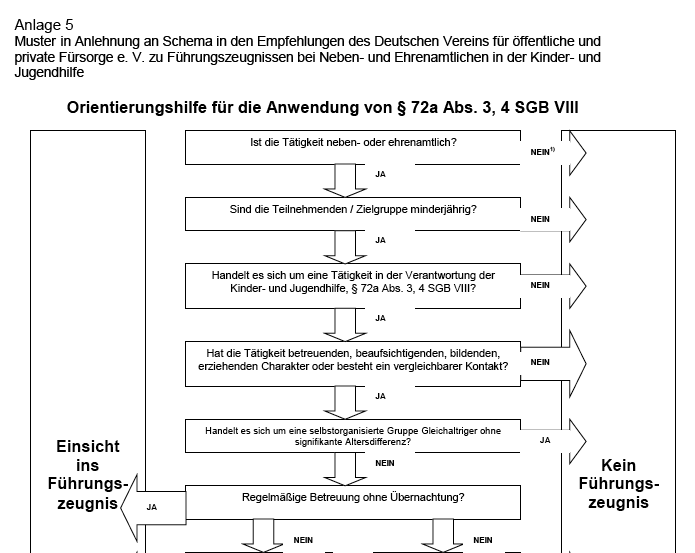 Anlage 5
Muster in Anlehnung an Schema in den Empfehlungen des Deutschen Vereins für öffentliche und
private Fürsorge e. V. zu Führungszeugnissen bei Neben- und Ehrenamtlichen in der Kinder- und
Jugendhilfe
Orientierungshilfe für die Anwendung von § 72a Abs. 3, 4 SGB VIII
Ist die Tätigkeit neben- oder ehrenamtlich?
NEIN¹⁾
JA
Sind die Teilnehmenden / Zielgruppe minderjährig?
NEIN
JA
Handelt es sich um eine Tätigkeit in der Verantwortung der
Kinder- und Jugendhilfe, § 72a Abs. 3, 4 SGB VIII?
NEIN
JA
Hat die Tätigkeit betreuenden, beaufsichtigenden, bildenden,
erziehenden Charakter oder besteht ein vergleichbarer Kontakt?
NEIN
JA
Handelt es sich um eine selbstorganisierte Gruppe Gleichaltriger ohne
signifikante Altersdifferenz?
JA
NEIN
Einsicht
ins
Führungs-
zeugnis
Kein
Führungs-
zeugnis
Regelmäßige Betreuung ohne Übernachtung?
JA
NEIN
NEIN